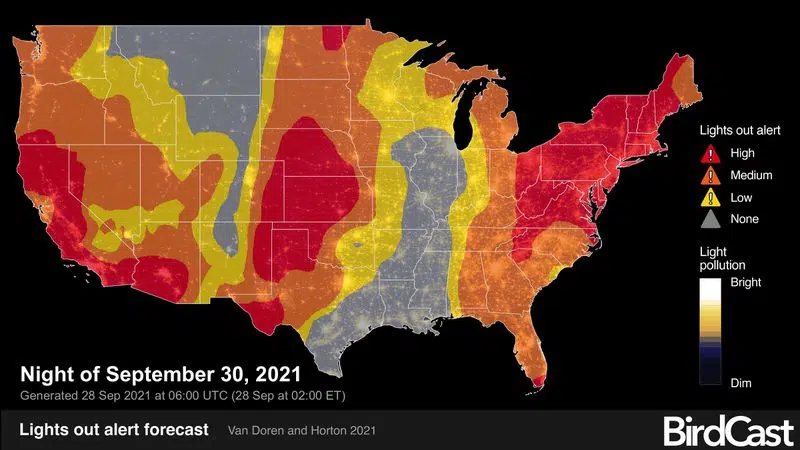 Lights out alert
High
Medium
Low
None
Light
pollution
Bright
Dim
Night of September 30, 2021
Generated 28 Sep 2021 at 06:00 UTC (28 Sep at 02:00 ET)
Lights out alert forecast Van Doren and Horton 2021
BirdCast